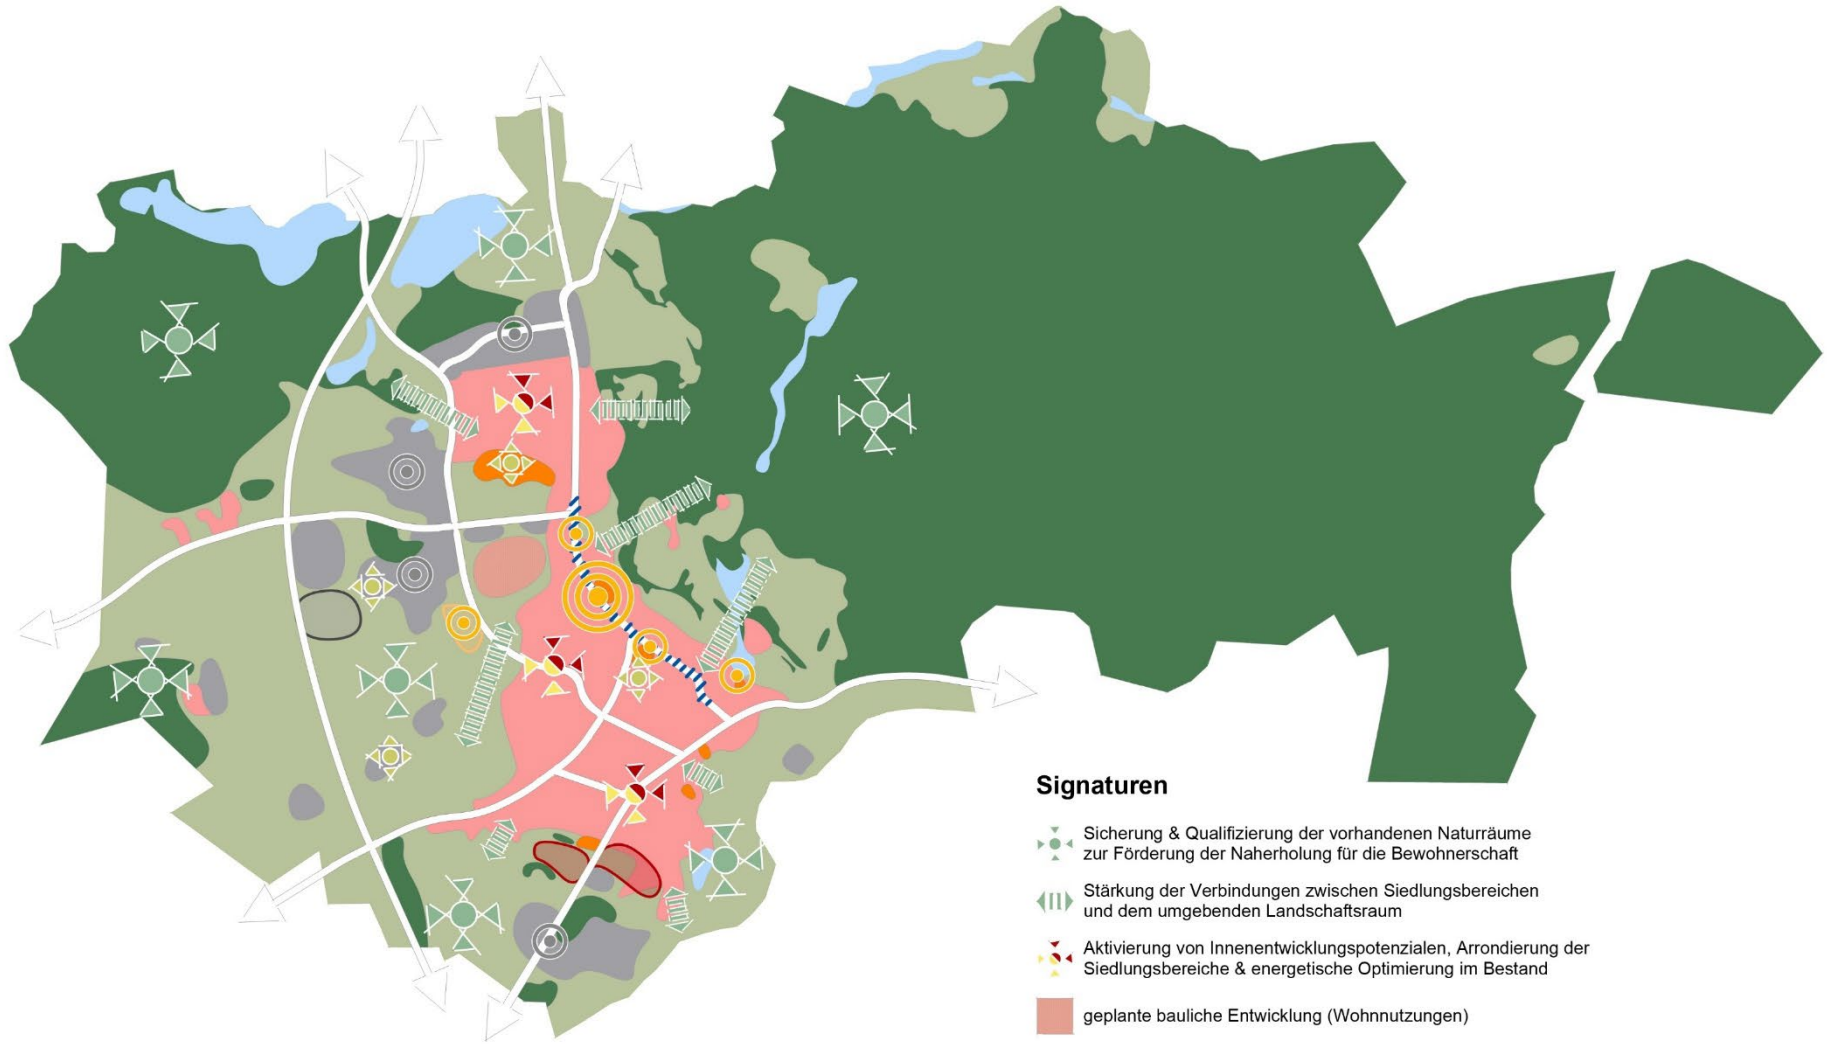 Signaturen
Sicherung & Qualifizierung der vorhandenen Naturräume
zur Förderung der Naherholung für die Bewohnerschaft
Stärkung der Verbindungen zwischen Siedlungsbereichen
und dem umgebenden Landschaftsraum
Aktivierung von Innenentwicklungspotenzialen, Arrondierung der
Siedlungsbereiche & energetische Optimierung im Bestand
geplante bauliche Entwicklung (Wohnnutzungen)